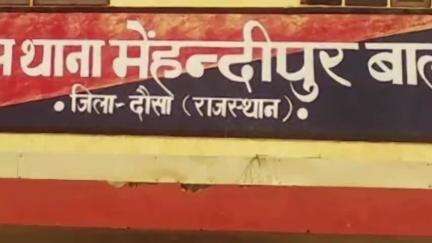 थाना मेंहन्दीपुर
• जिला-दौसा (राजस्थान) •